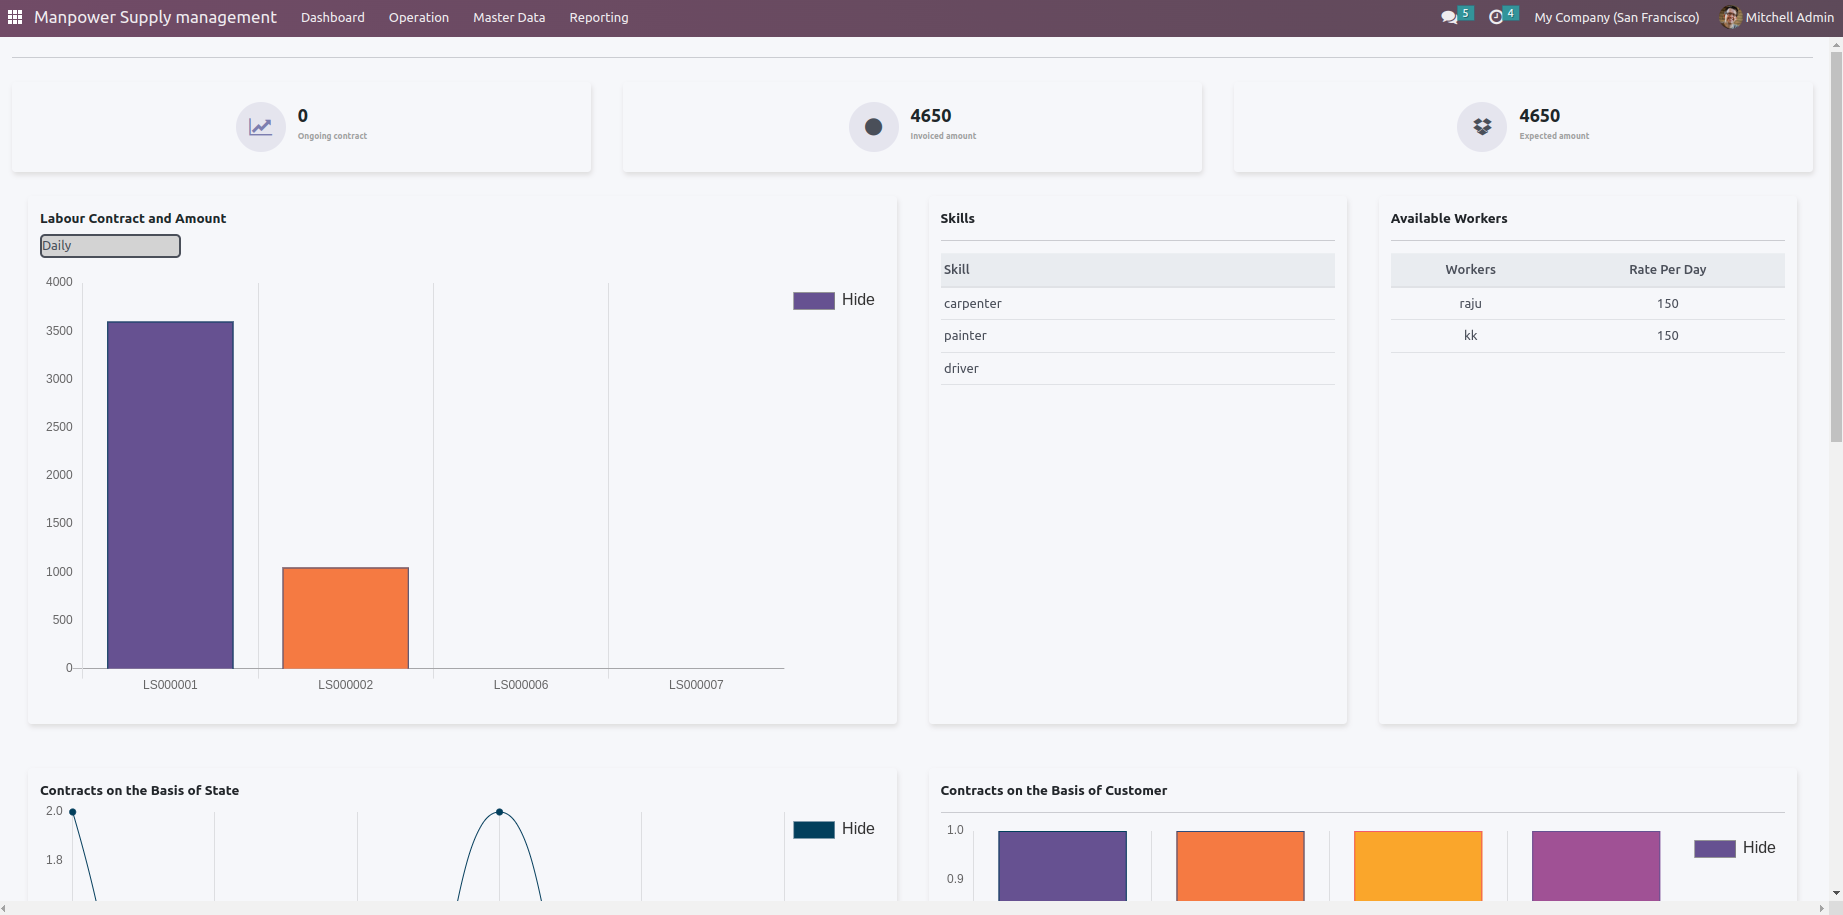 Manpower Supply management Dashboard Operation Master Data Reporting 5 4 My Company (San Francisco) Mitchell Admin
0
Ongoing contract
4650
Invoiced amount
4650
Expected amount
Labour Contract and Amount
Daily
4000
3500
3000
2500
2000
1500
1000
500
0
LS000001 LS000002 LS000006 LS000007
Hide
Skills
Skill
carpenter
painter
driver
Available Workers
Workers Rate Per Day
raju 150
kk 150
Contracts on the Basis of State
2.0
1.8
Hide
Contracts on the Basis of Customer
1.0
0.9
Hide